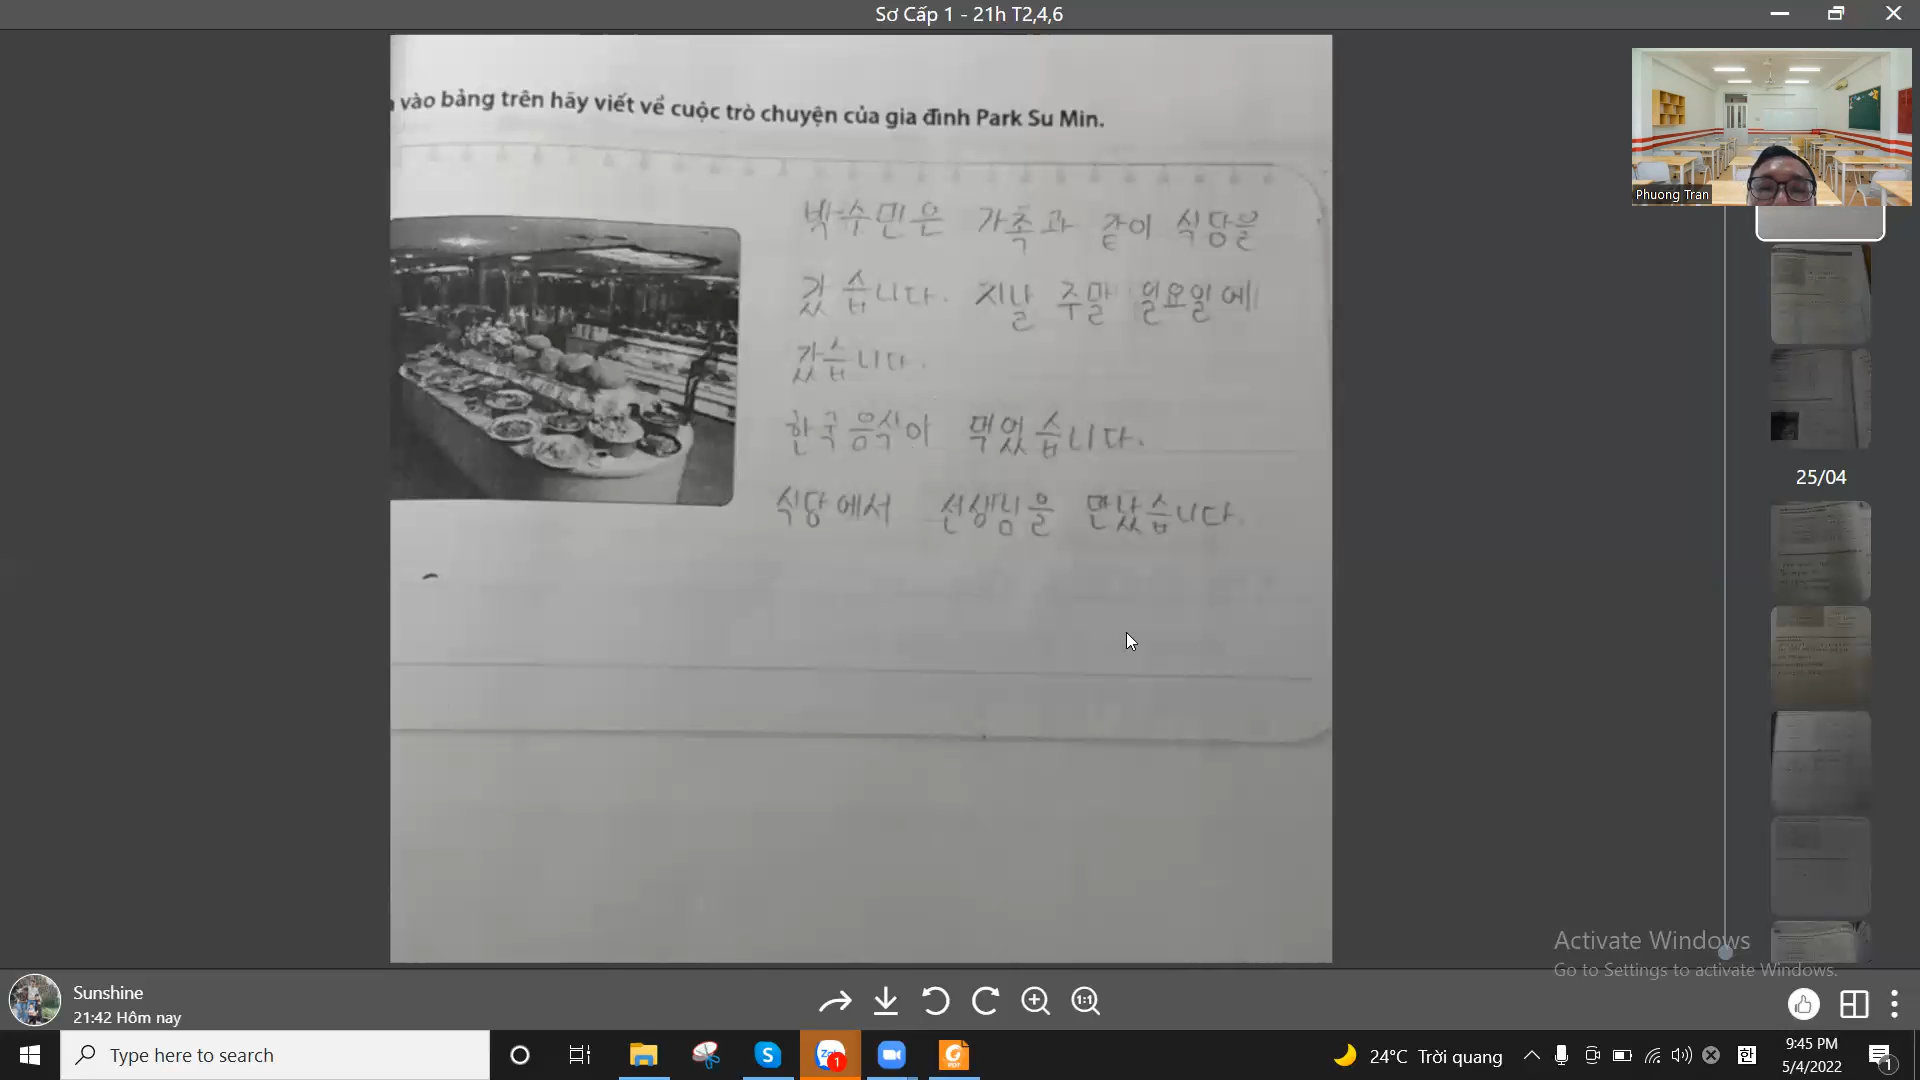 Sơ Cấp 1 - 21h T2,4,6
vào bảng trên hãy viết về cuộc trò chuyện của gia đình Park Su Min.
박수민은 가족과 같이 식당을
갔습니다. 지날 주말 일요일에
갔습니다.
한국음식이 먹었습니다.
식당에서 선생님을 만났습니다.
Phuong Tran
25/04
Activate Windows
Go to Settings to activate Windows.
Sunshine
21:42 Hôm nay
1:1
Type here to search
24°C Trời quang
한
9:45 PM
5/4/2022
1